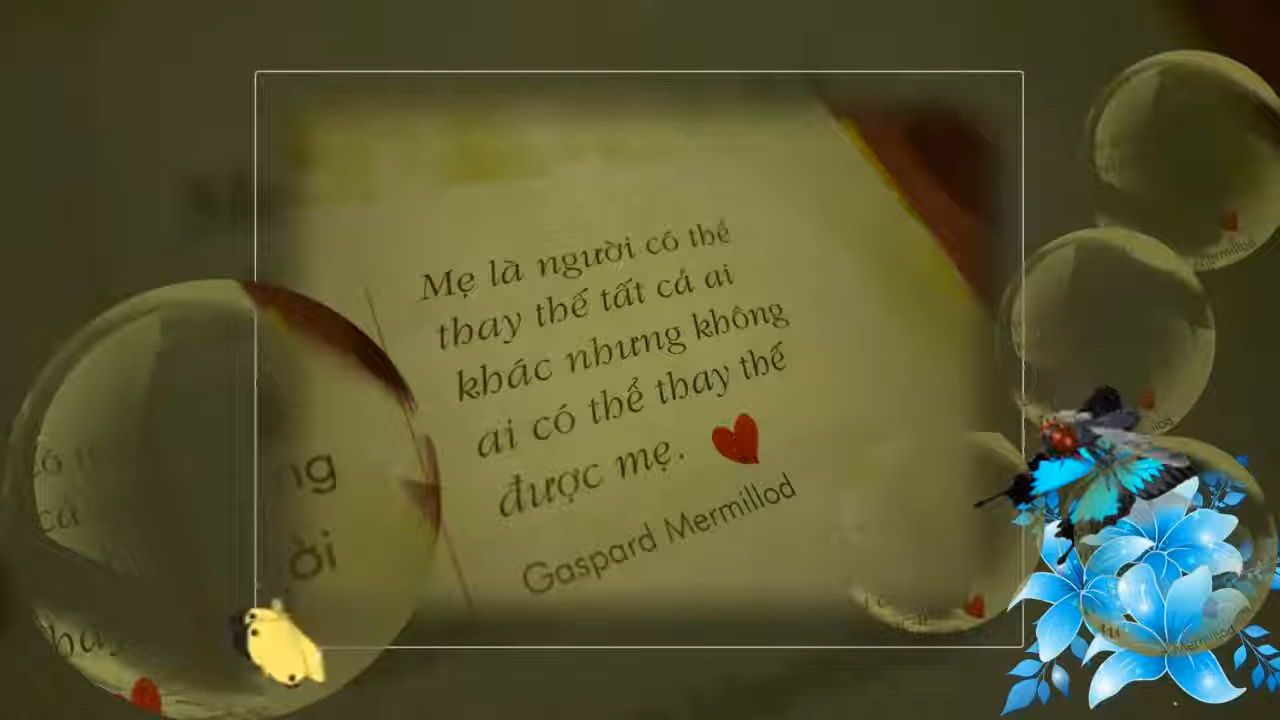 Mẹ là người có thể
thay thế tất cả ai
khác nhưng không
ai có thể thay thế
được mẹ.
Gaspard Mermillod